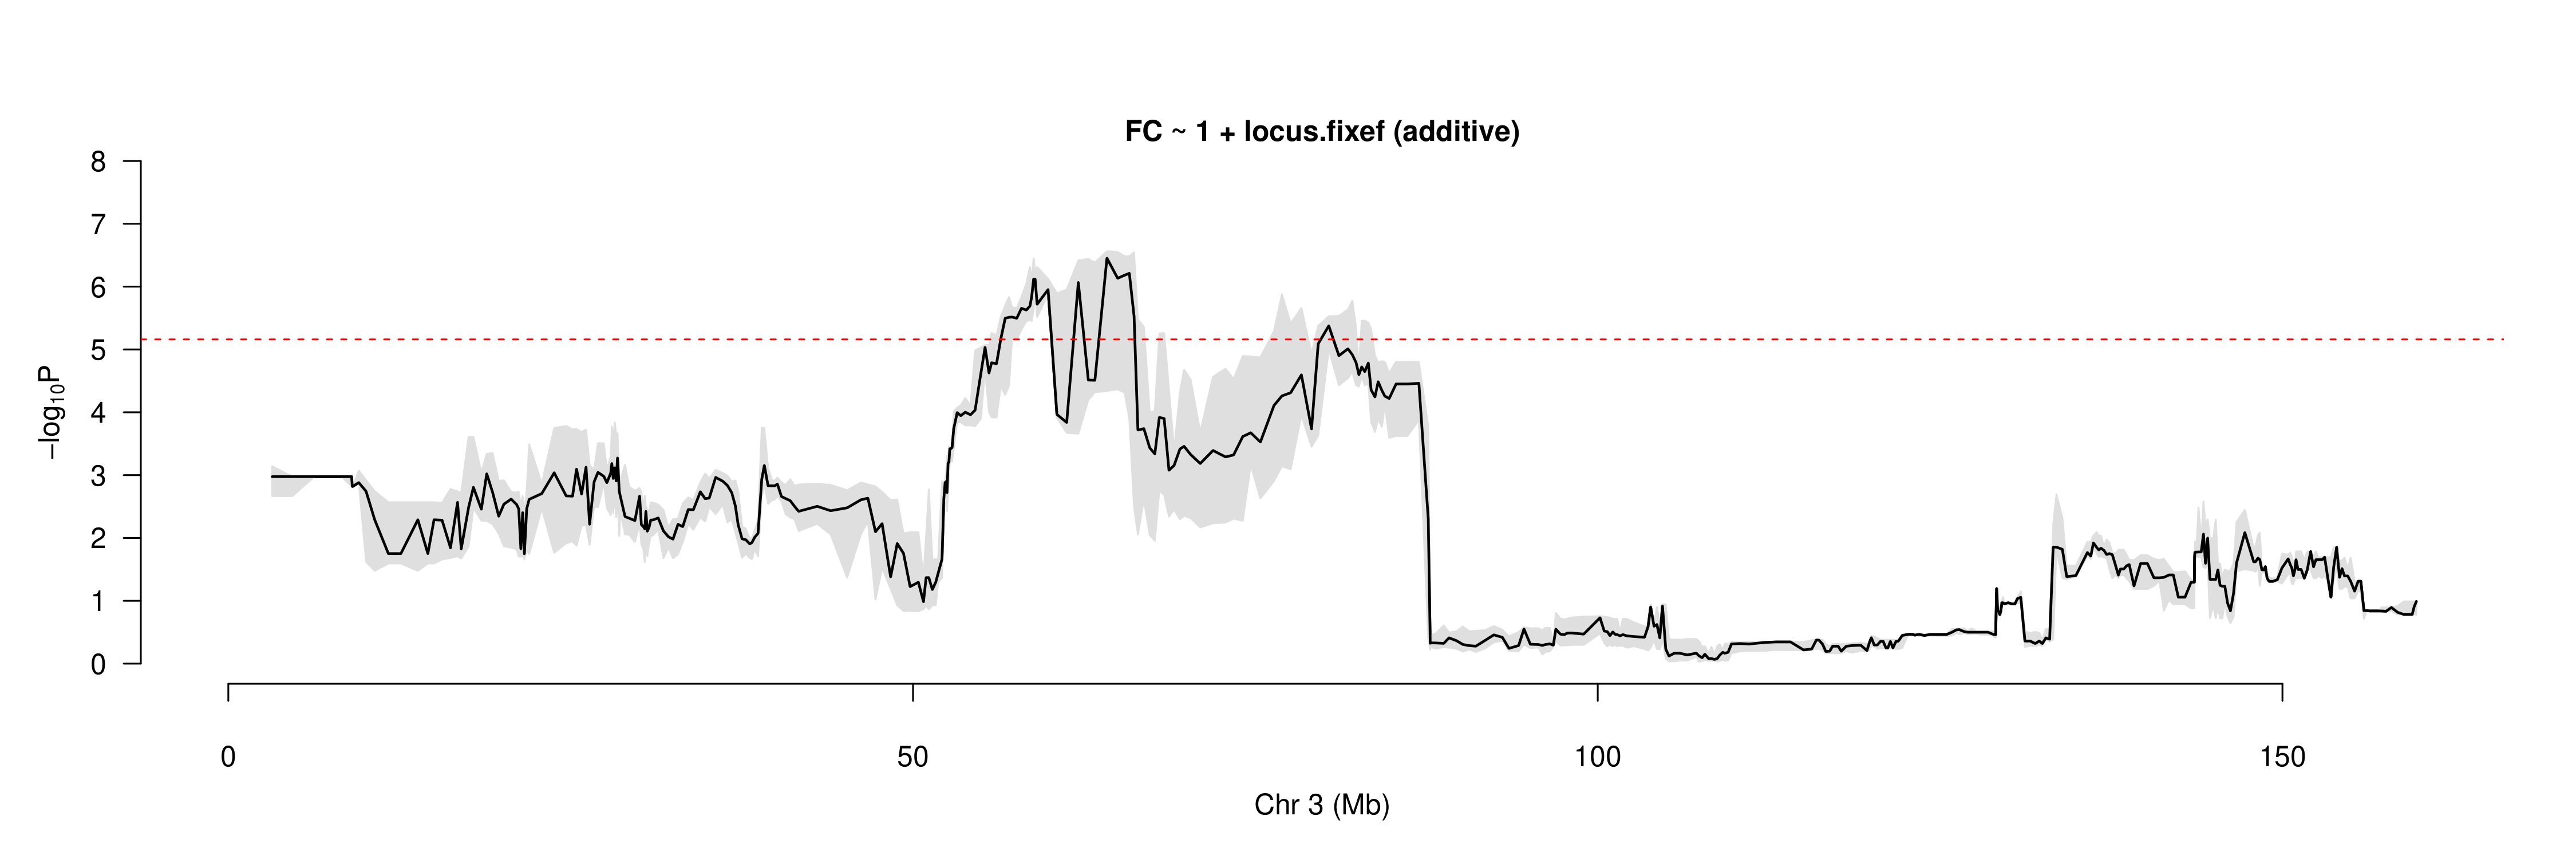 FC ~ 1 + locus.fixef (additive)
8
7
6
5
4
3
2
1
0
−log₁₀P
0 50 100 150
Chr 3 (Mb)